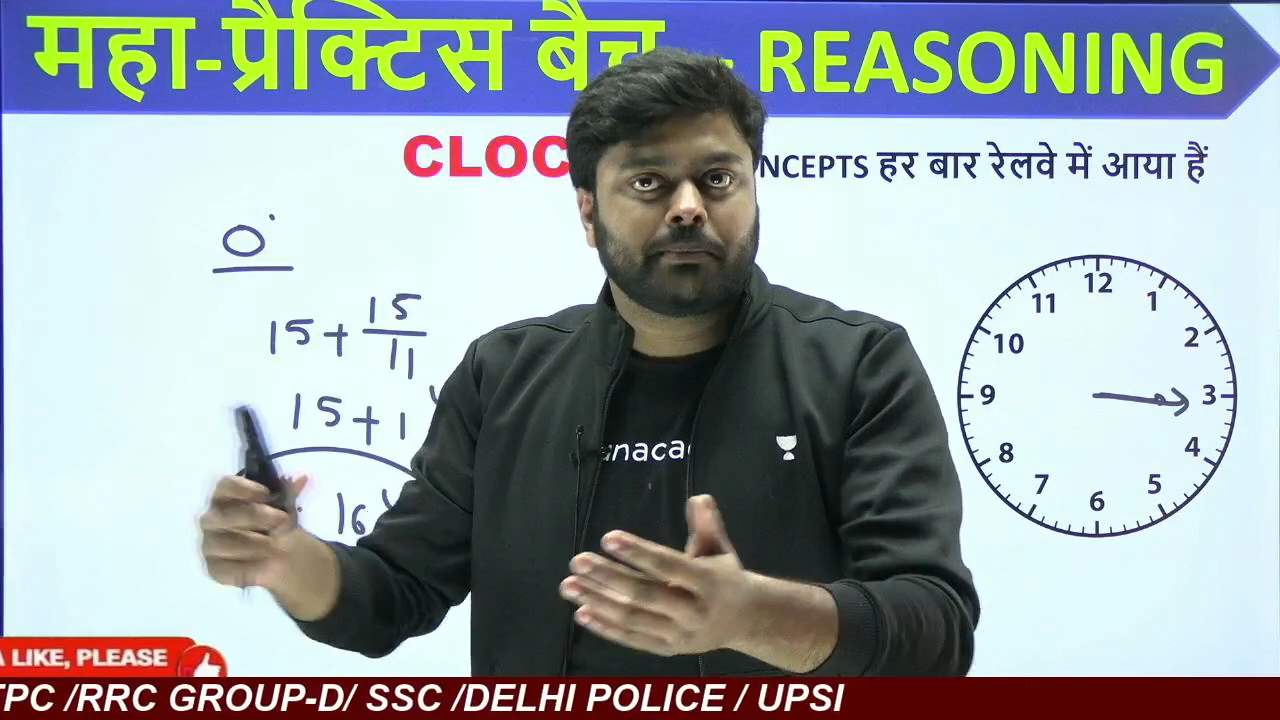 महा-प्रैक्टिस बैच - REASONING
CLOC
NCEPTS हर बार रेलवे में आया हैं
0°
15 + 15/11
15 + 1
16
12
11 1
10 2
9 3
8 4
7 5
6
unaca
A LIKE, PLEASE
TPC /RRC GROUP-D/ SSC /DELHI POLICE / UPSI